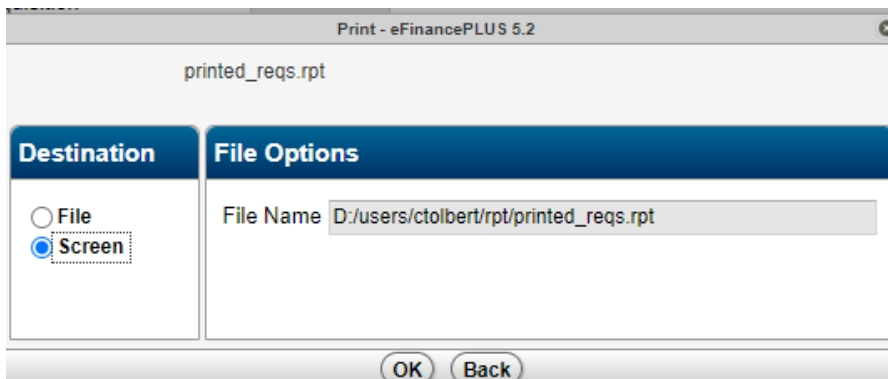 Print - eFinancePLUS 5.2
printed_reqs.rpt
Destination
File Options
File
File Name D:/users/ctolbert/rpt/printed_reqs.rpt
Screen
OK Back